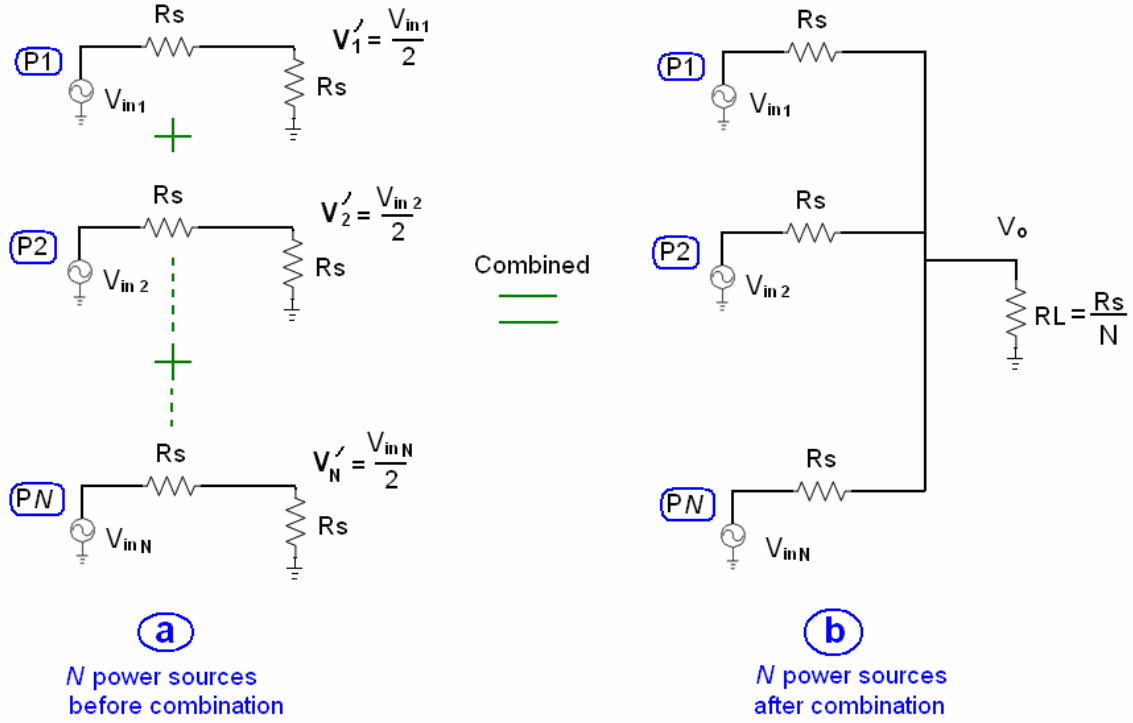 Rs
V₁′ = Vin1/2
P1
Rs
Vin1
Rs
V₂′ = Vin2/2
P2
Rs
Vin2
Rs
V_N′ = VinN/2
PN
Rs
VinN
a
N power sources
before combination
Combined
Rs
P1
Vin1
Rs
P2
Vo
Vin2
RL = Rs/N
Rs
PN
VinN
b
N power sources
after combination